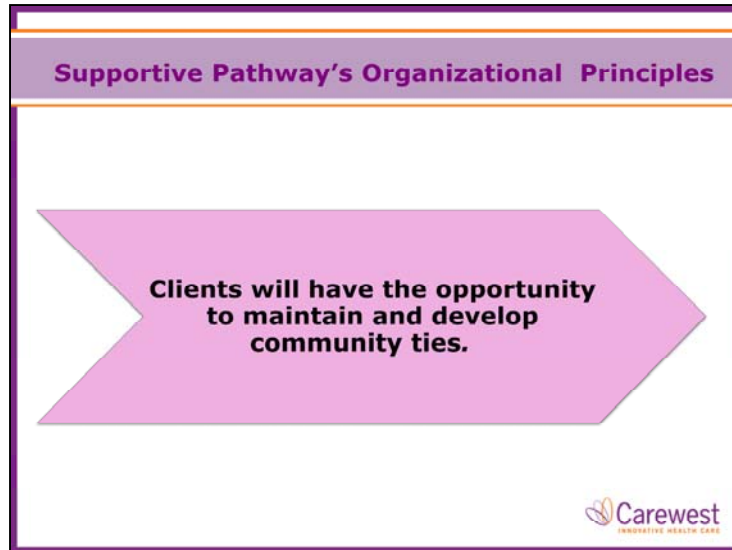 Supportive Pathway's Organizational Principles
Clients will have the opportunity
to maintain and develop
community ties.
Carewest
INNOVATIVE HEALTH CARE